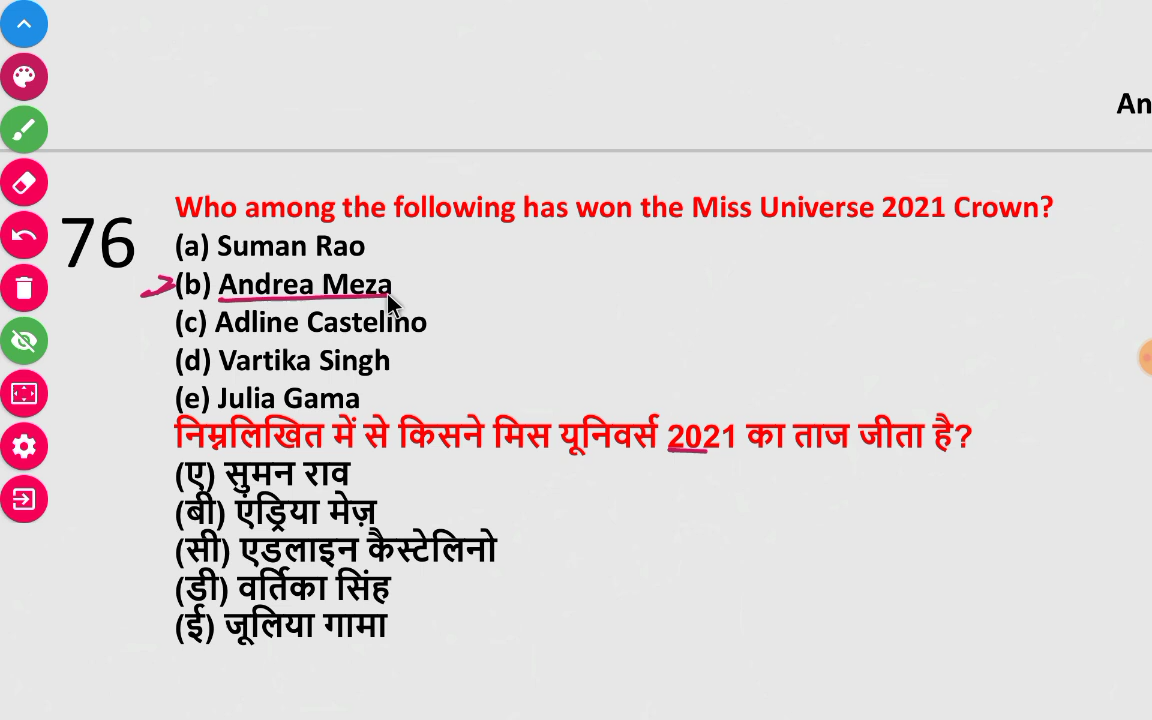 An
76
Who among the following has won the Miss Universe 2021 Crown?
(a) Suman Rao
(b) Andrea Meza
(c) Adline Castelino
(d) Vartika Singh
(e) Julia Gama
निम्नलिखित में से किसने मिस यूनिवर्स 2021 का ताज जीता है?
(ए) सुमन राव
(बी) एंड्रिया मेज़
(सी) एडलाइन कैस्टेलिनो
(डी) वर्तिका सिंह
(ई) जूलिया गामा